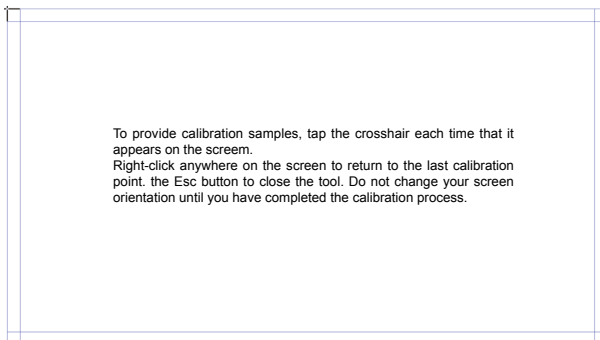 To provide calibration samples, tap the crosshair each time that it
appears on the screem.
Right-click anywhere on the screen to return to the last calibration
point. the Esc button to close the tool. Do not change your screen
orientation until you have completed the calibration process.